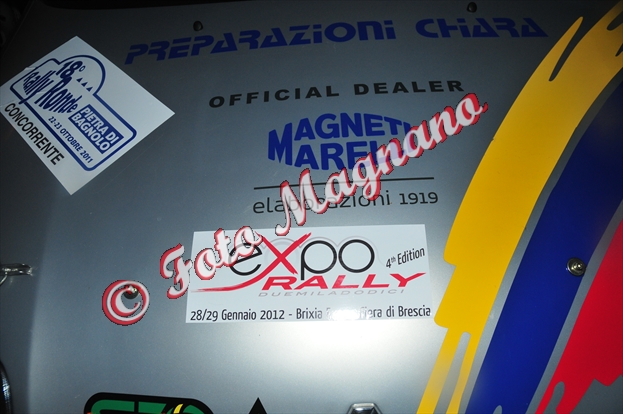 PREPARAZIONI CHIARA
OFFICIAL DEALER
MAGNETI
MARELLI
elaborazioni 1919
18°
Rally Ronde
PIETRA DI
BAGNOLO
22-23 OTTOBRE 2011
CONCORRENTE
© Foto Magnano
expo
RALLY
4th Edition
DUEMILADODICI
28/29 Gennaio 2012 - Brixia Fiera di Brescia